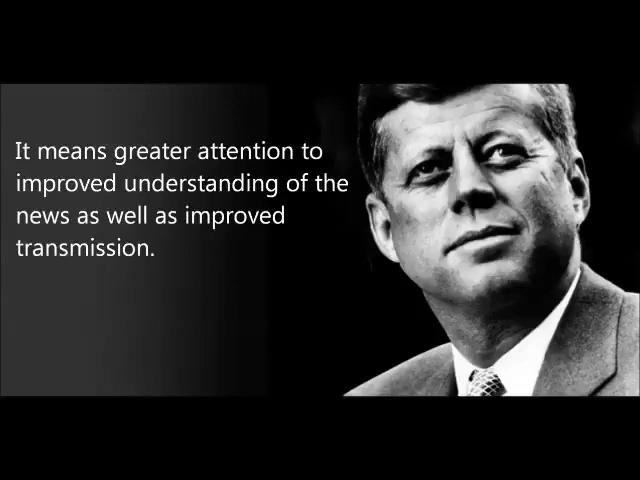 It means greater attention to
improved understanding of the
news as well as improved
transmission.